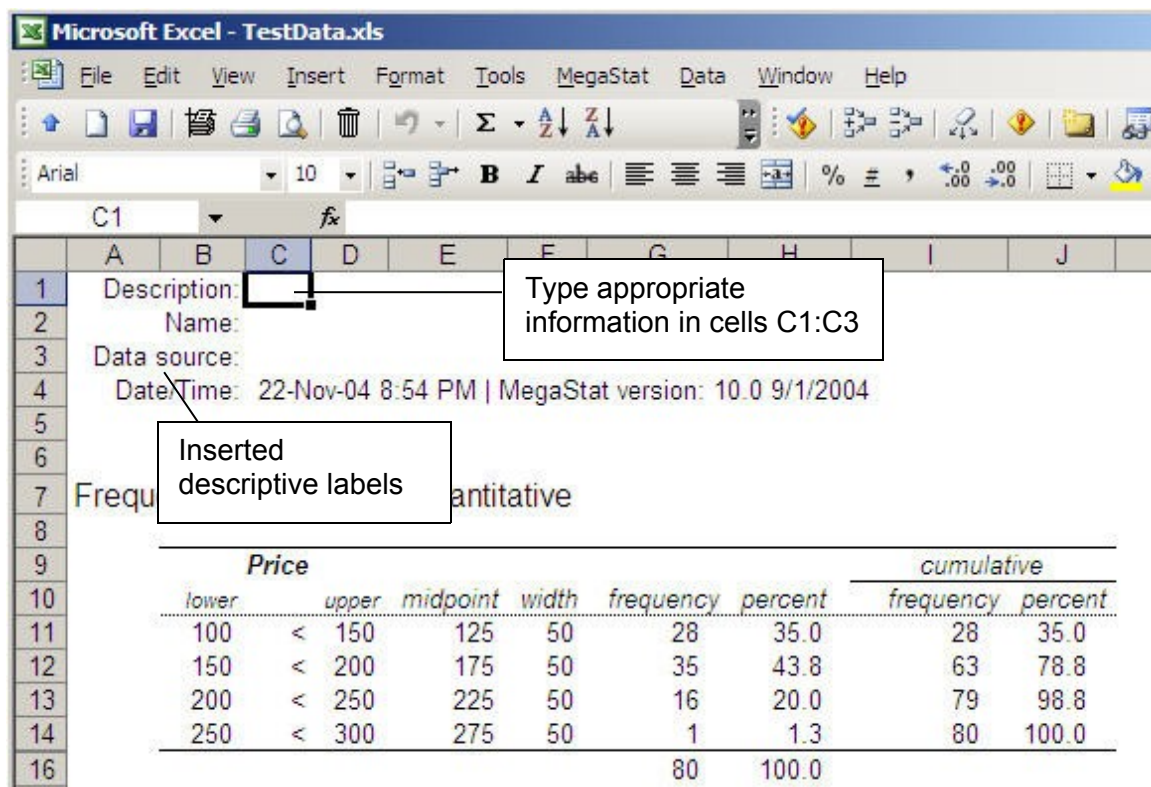 Microsoft Excel - TestData.xls
File Edit View Insert Format Tools MegaStat Data Window Help
Arial 10 B I abc % # ,
C1 fx
A B C D E F G H I J
1 Description:
Type appropriate
information in cells C1:C3
2 Name:
3 Data source:
4 Date/Time: 22-Nov-04 8:54 PM | MegaStat version: 10.0 9/1/2004
5
6
Inserted
descriptive labels
7 Frequ antitative
8
9 Price cumulative
10 lower upper midpoint width frequency percent frequency percent
11 100 < 150 125 50 28 35.0 28 35.0
12 150 < 200 175 50 35 43.8 63 78.8
13 200 < 250 225 50 16 20.0 79 98.8
14 250 < 300 275 50 1 1.3 80 100.0
16 80 100.0